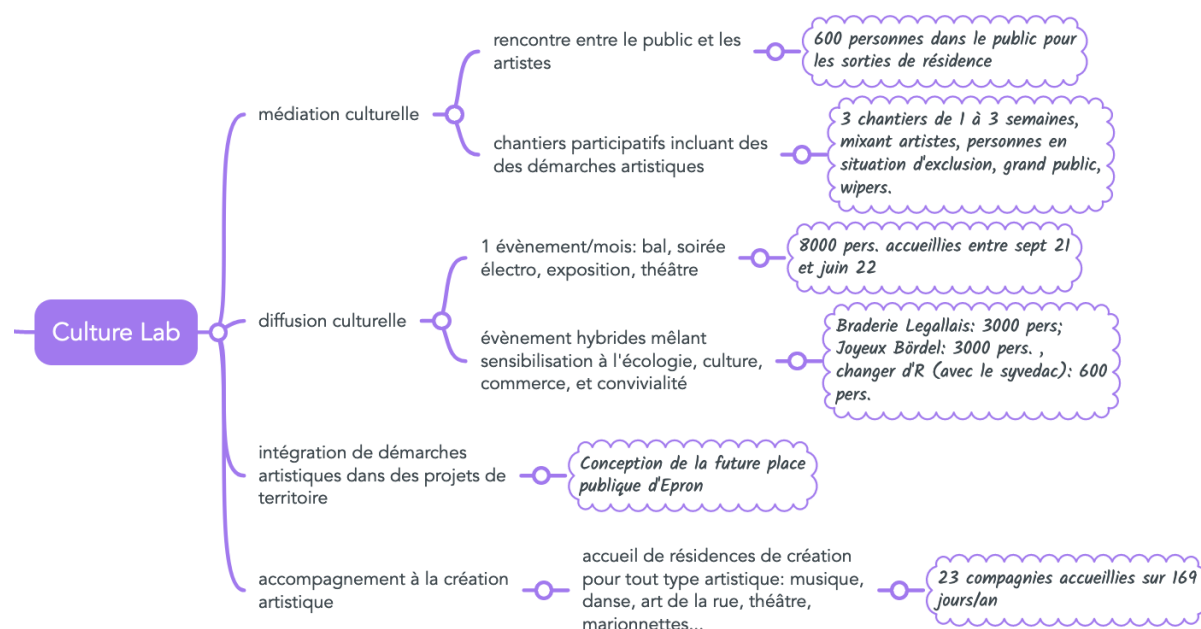 Culture Lab
médiation culturelle
rencontre entre le public et les
artistes
600 personnes dans le public pour
les sorties de résidence
chantiers participatifs incluant des
des démarches artistiques
3 chantiers de 1 à 3 semaines,
mixant artistes, personnes en
situation d'exclusion, grand public,
wipers.
diffusion culturelle
1 évènement/mois: bal, soirée
électro, exposition, théâtre
8000 pers. accueillies entre sept 21
et juin 22
évènement hybrides mêlant
sensibilisation à l'écologie, culture,
commerce, et convivialité
Braderie Legallais: 3000 pers;
Joyeux Bördel: 3000 pers. ,
changer d'R (avec le syvedac): 600
pers.
intégration de démarches
artistiques dans des projets de
territoire
Conception de la future place
publique d'Epron
accompagnement à la création
artistique
accueil de résidences de création
pour tout type artistique: musique,
danse, art de la rue, théâtre,
marionnettes...
23 compagnies accueillies sur 169
jours/an